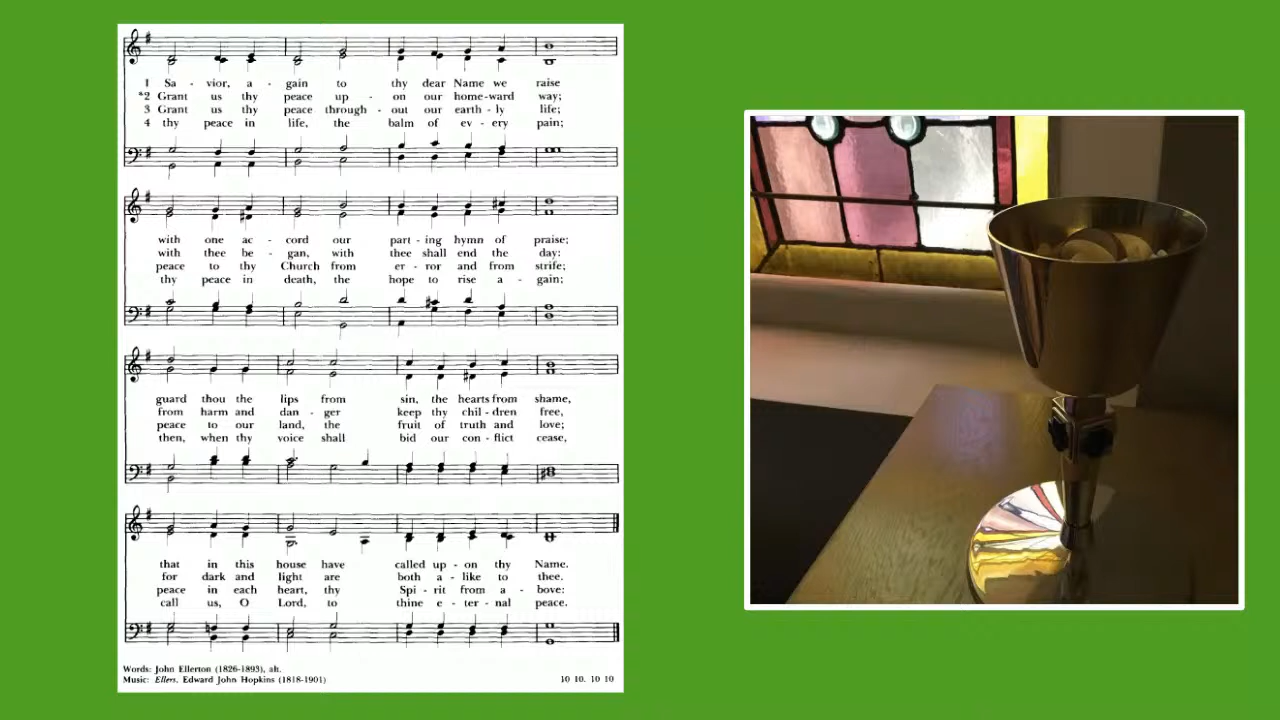 1 Sa - vior, a - gain to thy dear Name we raise
*2 Grant us thy peace up - on our home-ward way;
3 Grant us thy peace through - out our earth - ly life;
4 thy peace in life, the balm of ev - ery pain;
with one ac - cord our part - ing hymn of praise;
with thee be - gan, with thee shall end the day:
peace to thy Church from er - ror and from strife;
thy peace in death, the hope to rise a - gain;
guard thou the lips from sin, the hearts from shame,
from harm and dan - ger keep thy chil - dren free,
peace to our land, the fruit of truth and love;
then, when thy voice shall bid our con - flict cease,
that in this house have called up - on thy Name.
for dark and light are both a - like to thee.
peace in each heart, thy Spi - rit from a - bove:
call us, O Lord, to thine e - ter - nal peace.
Words: John Ellerton (1826-1893), alt.
Music: Ellers, Edward John Hopkins (1818-1901) 10 10. 10 10